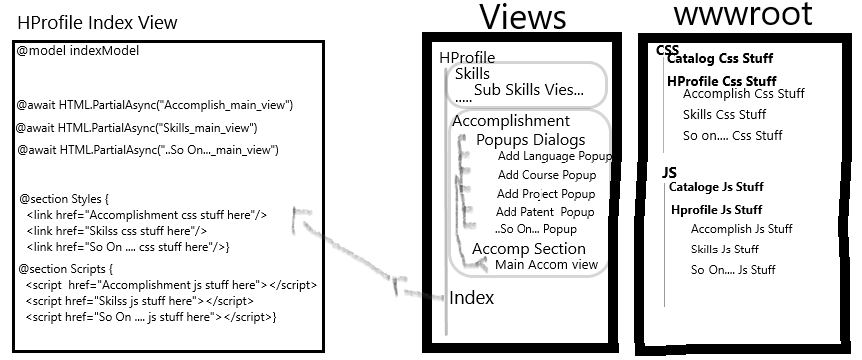 HProfile Index View
@model indexModel
@await HTML.PartialAsync("Accomplish_main_view")
@await HTML.PartialAsync("Skills_main_view")
@await HTML.PartialAsync("..So On..._main_view")
@section Styles {
<link href="Accomplishment css stuff here"/>
<link href="Skilss css stuff here"/>
<link href="So On .... css stuff here"/>}
@section Scripts {
<script href="Accomplishment js stuff here"></script>
<script href="Skilss js stuff here"></script>
<script href="So On .... js stuff here"></script>}
Views
HProfile
Skills
Sub Skills Vies...
.....
Accomplishment
Popups Dialogs
Add Language Popup
Add Course Popup
Add Project Popup
Add Patent Popup
..So On... Popup
Accomp Section
Main Accom view
Index
wwwroot
CSS
Catalog Css Stuff
HProfile Css Stuff
Accomplish Css Stuff
Skills Css Stuff
So on.... Css Stuff
JS
Cataloge Js Stuff
Hprofile Js Stuff
Accomplish Js Stuff
Skills Js Stuff
So On.... Js Stuff